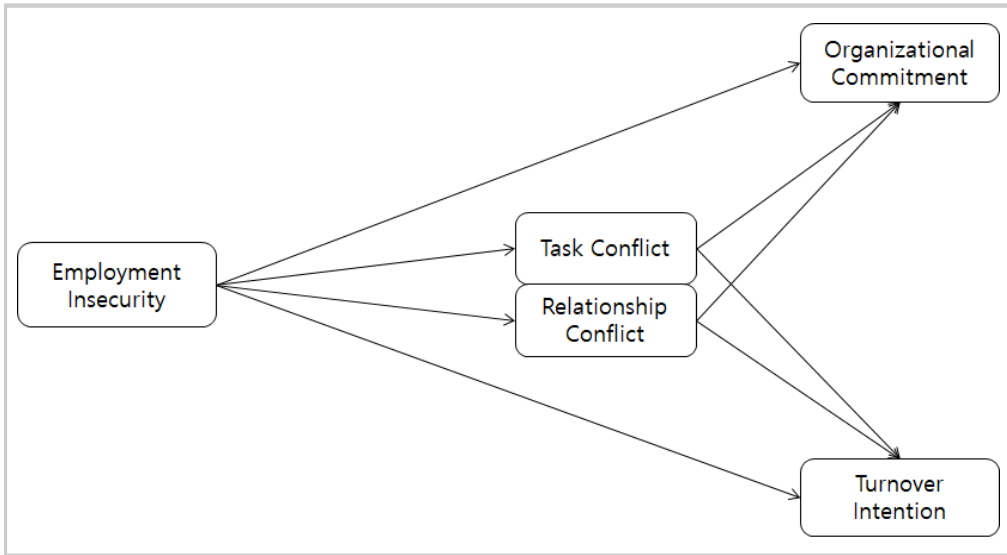 Organizational
Commitment
Task Conflict
Employment
Insecurity
Relationship
Conflict
Turnover
Intention